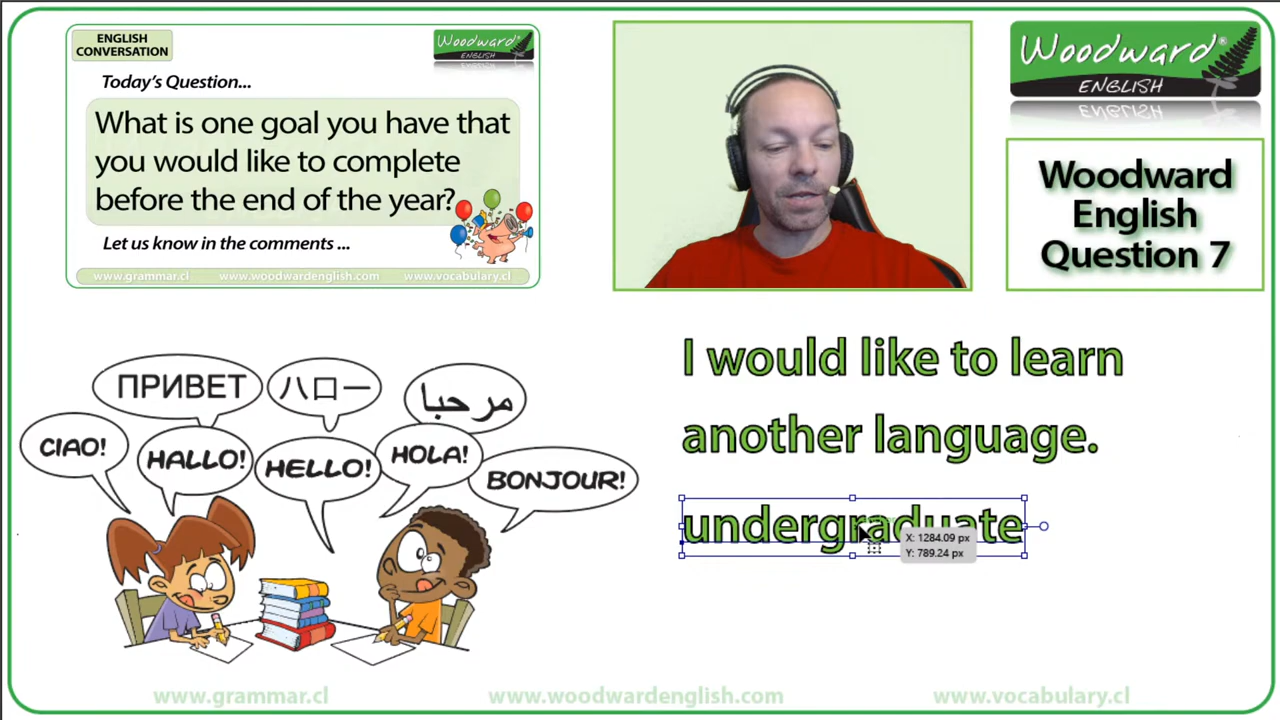 ENGLISH
CONVERSATION
Woodward
ENGLISH
Today's Question...
What is one goal you have that
you would like to complete
before the end of the year?
Let us know in the comments ...
www.grammar.cl www.woodwardenglish.com www.vocabulary.cl
Woodward®
ENGLISH
Woodward
English
Question 7
ПРИВЕТ
ハロー
مرحبا
CIAO!
HALLO!
HELLO!
HOLA!
BONJOUR!
I would like to learn
another language.
undergraduate
X: 1284.09 px
Y: 789.24 px
www.grammar.cl www.woodwardenglish.com www.vocabulary.cl